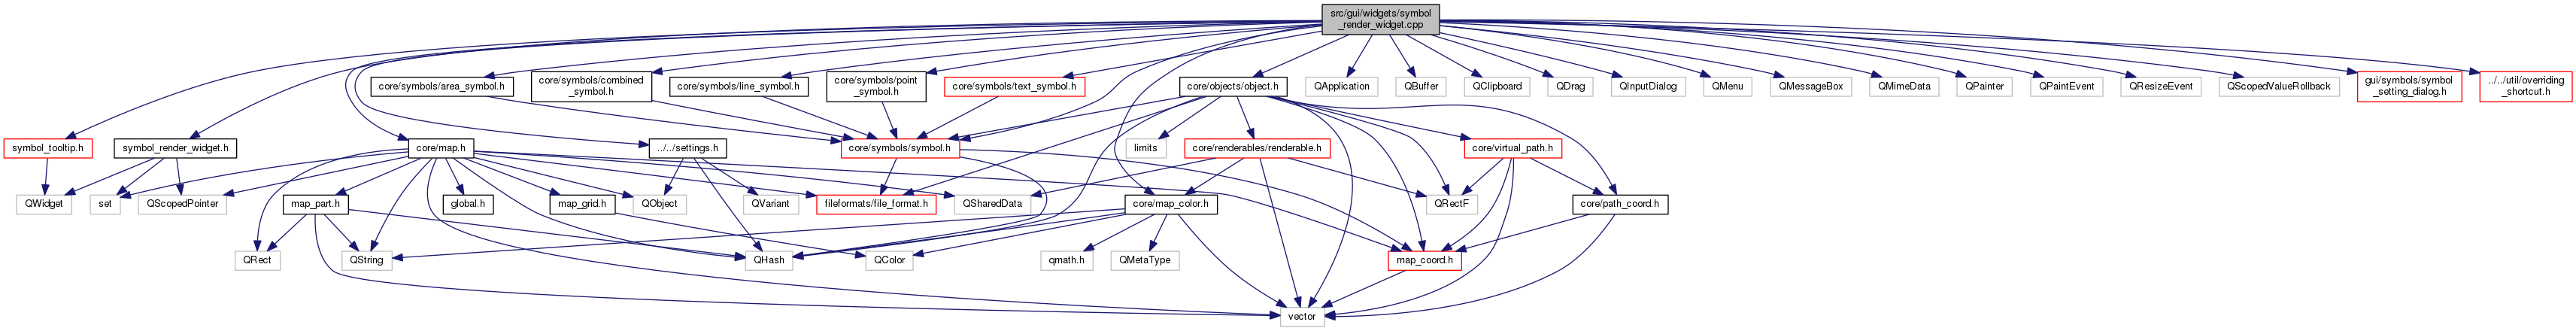 src/gui/widgets/symbol
_render_widget.cpp
core/symbols/area_symbol.h
core/symbols/combined
_symbol.h
core/symbols/line_symbol.h
core/symbols/point
_symbol.h
core/symbols/text_symbol.h
core/objects/object.h
QApplication
QBuffer
QClipboard
QDrag
QInputDialog
QMenu
QMessageBox
QMimeData
QPainter
QPaintEvent
QResizeEvent
QScopedValueRollback
gui/symbols/symbol
_setting_dialog.h
../../util/overriding
_shortcut.h
symbol_tooltip.h
symbol_render_widget.h
core/map.h
../../settings.h
core/symbols/symbol.h
limits
core/renderables/renderable.h
core/virtual_path.h
QWidget
set
QScopedPointer
map_part.h
global.h
map_grid.h
QObject
QVariant
fileformats/file_format.h
QSharedData
core/map_color.h
QRectF
core/path_coord.h
QRect
QString
QHash
QColor
qmath.h
QMetaType
map_coord.h
vector